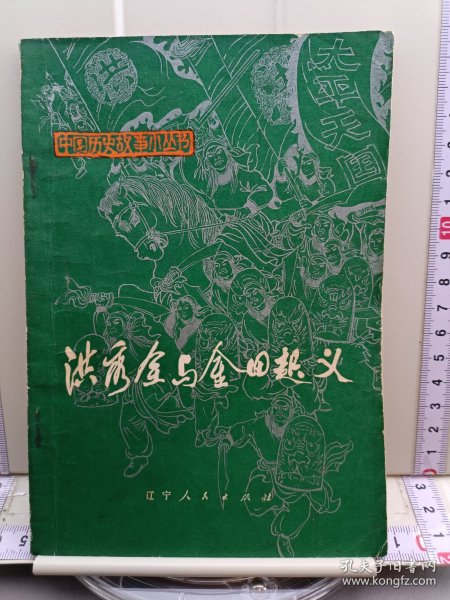 太平天国
中国历史故事小丛书
洪秀全与金田起义
辽宁人民出版社
孔夫子旧书网
www.kongfz.com